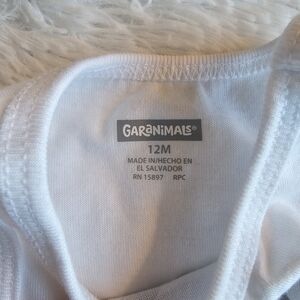 GARANIMALS®
12M
MADE IN/HECHO EN
EL SALVADOR
RN 15897 RPC